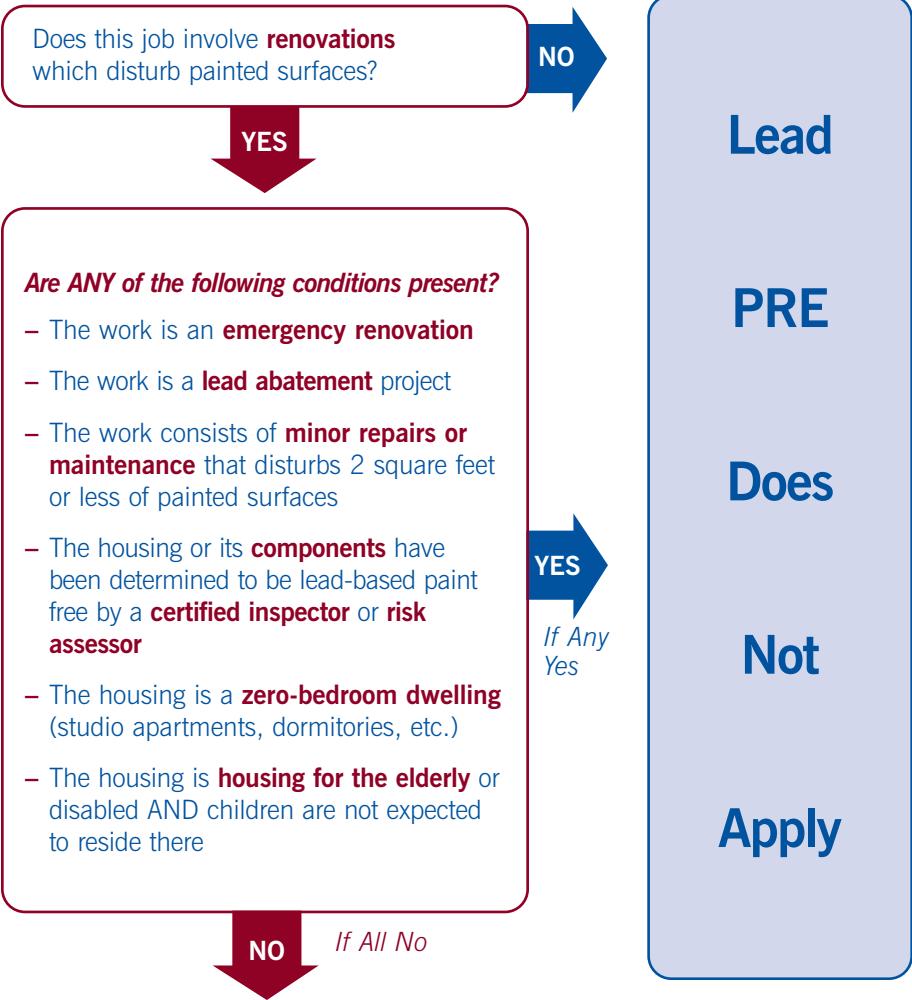 Does this job involve renovations
which disturb painted surfaces?
NO
YES
Are ANY of the following conditions present?
– The work is an emergency renovation
– The work is a lead abatement project
– The work consists of minor repairs or
maintenance that disturbs 2 square feet
or less of painted surfaces
– The housing or its components have
been determined to be lead-based paint
free by a certified inspector or risk
assessor
– The housing is a zero-bedroom dwelling
(studio apartments, dormitories, etc.)
– The housing is housing for the elderly or
disabled AND children are not expected
to reside there
YES
If Any
Yes
NO
If All No
Lead
PRE
Does
Not
Apply